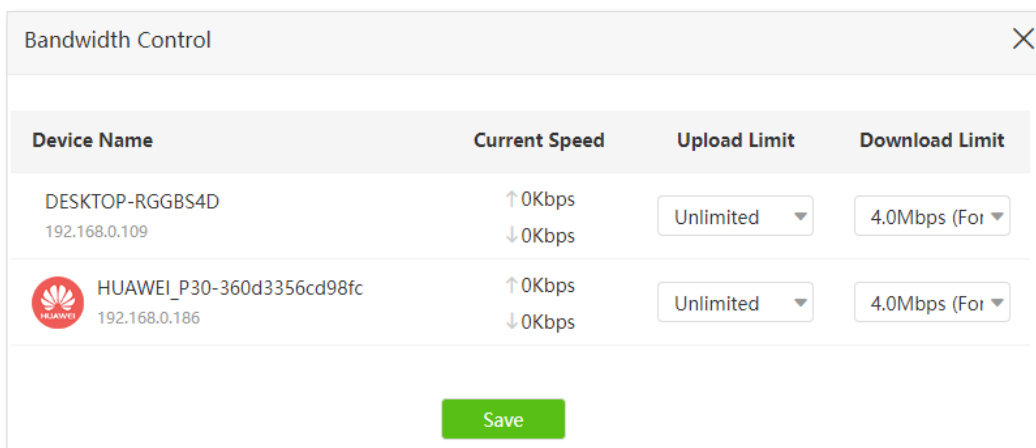 Bandwidth Control
Device Name Current Speed Upload Limit Download Limit
DESKTOP-RGGBS4D
192.168.0.109
↑0Kbps
↓0Kbps
Unlimited
4.0Mbps (For
HUAWEI
HUAWEI_P30-360d3356cd98fc
192.168.0.186
↑0Kbps
↓0Kbps
Unlimited
4.0Mbps (For
Save